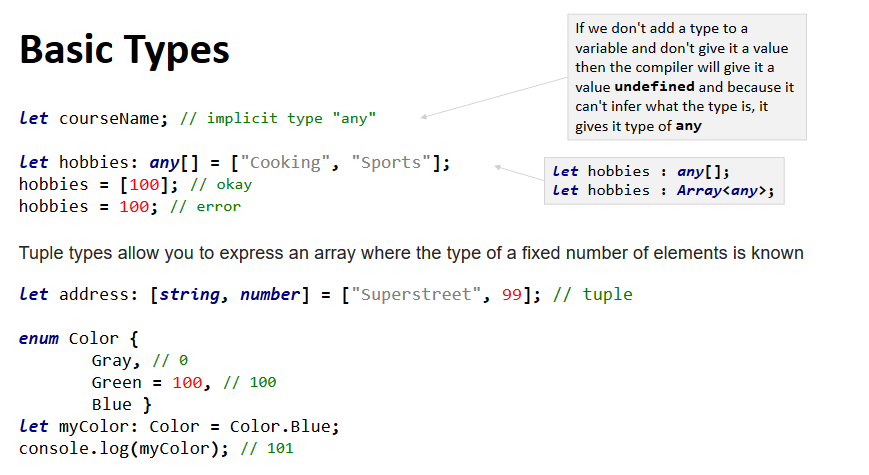 Basic Types
If we don't add a type to a
variable and don't give it a value
then the compiler will give it a
value undefined and because it
can't infer what the type is, it
gives it type of any
let courseName; // implicit type "any"
let hobbies: any[] = ["Cooking", "Sports"];
hobbies = [100]; // okay
hobbies = 100; // error
let hobbies : any[];
let hobbies : Array<any>;
Tuple types allow you to express an array where the type of a fixed number of elements is known
let address: [string, number] = ["Superstreet", 99]; // tuple
enum Color {
Gray, // 0
Green = 100, // 100
Blue }
let myColor: Color = Color.Blue;
console.log(myColor); // 101